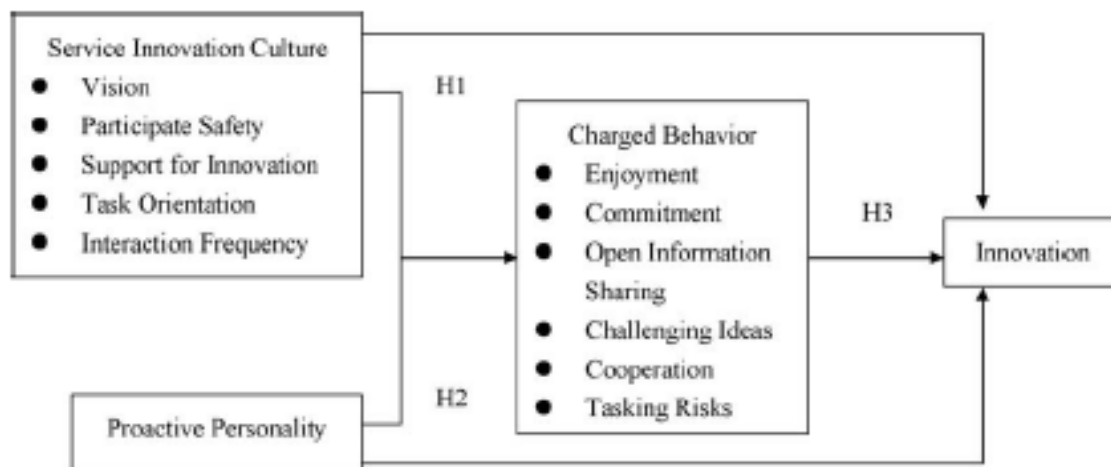 Service Innovation Culture
● Vision
● Participate Safety
● Support for Innovation
● Task Orientation
● Interaction Frequency
H1
Charged Behavior
● Enjoyment
● Commitment
● Open Information
Sharing
● Challenging Ideas
● Cooperation
● Tasking Risks
H3
Innovation
H2
Proactive Personality